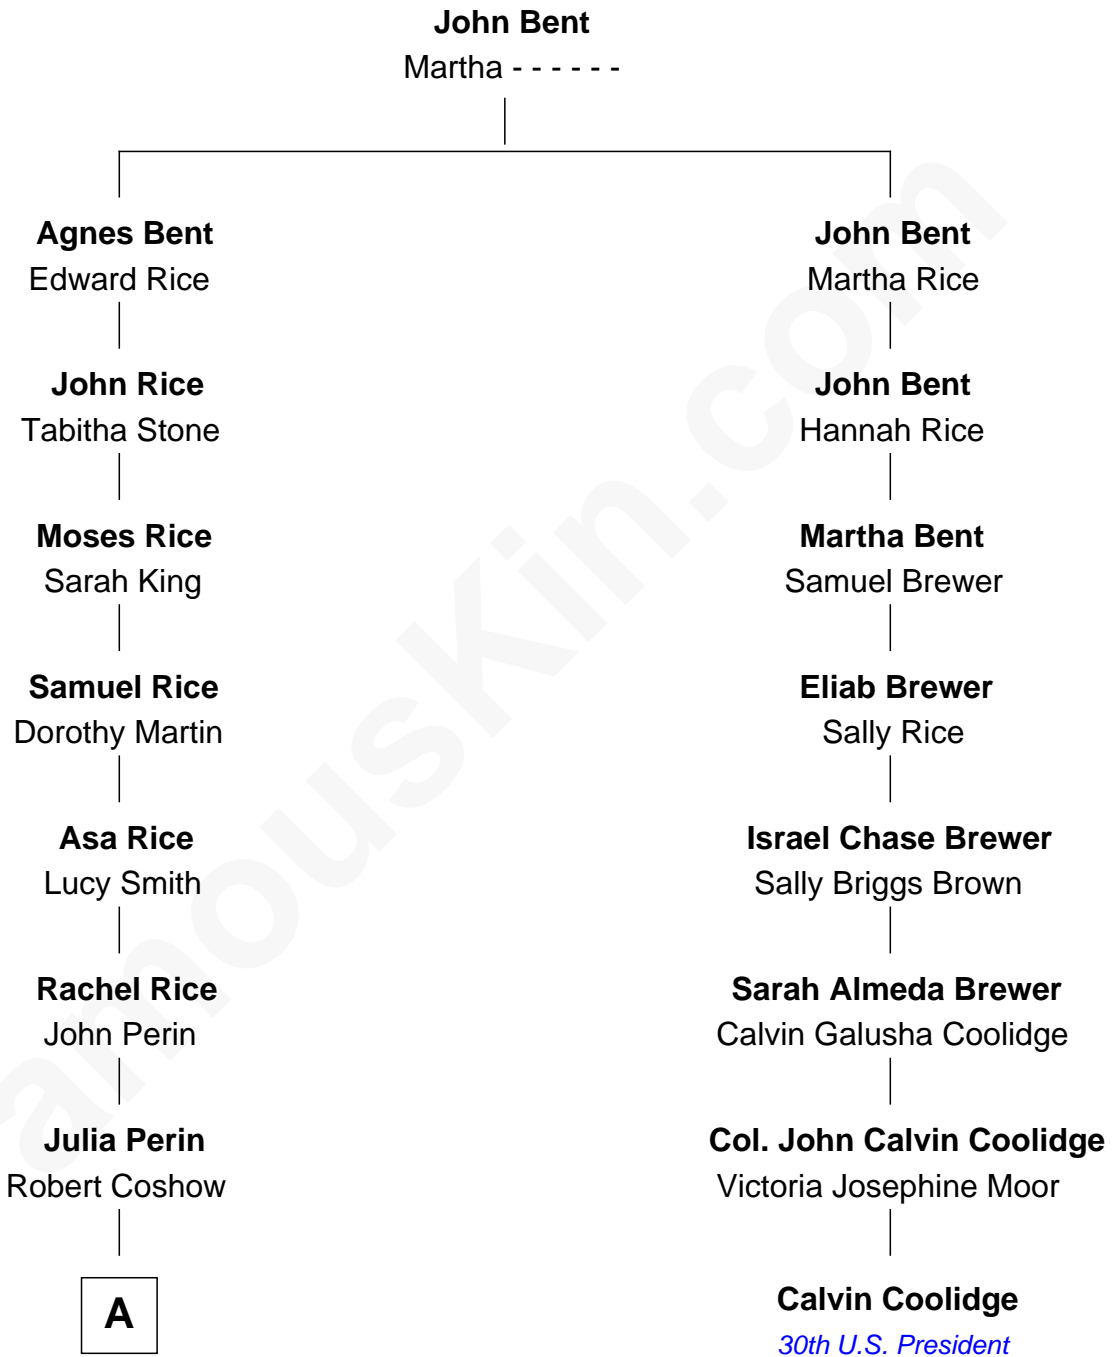 John Bent
Martha - - - - - -
Agnes Bent
Edward Rice
John Bent
Martha Rice
John Rice
Tabitha Stone
John Bent
Hannah Rice
Moses Rice
Sarah King
Martha Bent
Samuel Brewer
Samuel Rice
Dorothy Martin
Eliab Brewer
Sally Rice
Asa Rice
Lucy Smith
Israel Chase Brewer
Sally Briggs Brown
Rachel Rice
John Perin
Sarah Almeda Brewer
Calvin Galusha Coolidge
Julia Perin
Robert Coshow
Col. John Calvin Coolidge
Victoria Josephine Moor
A
Calvin Coolidge
30th U.S. President
amousKin.com